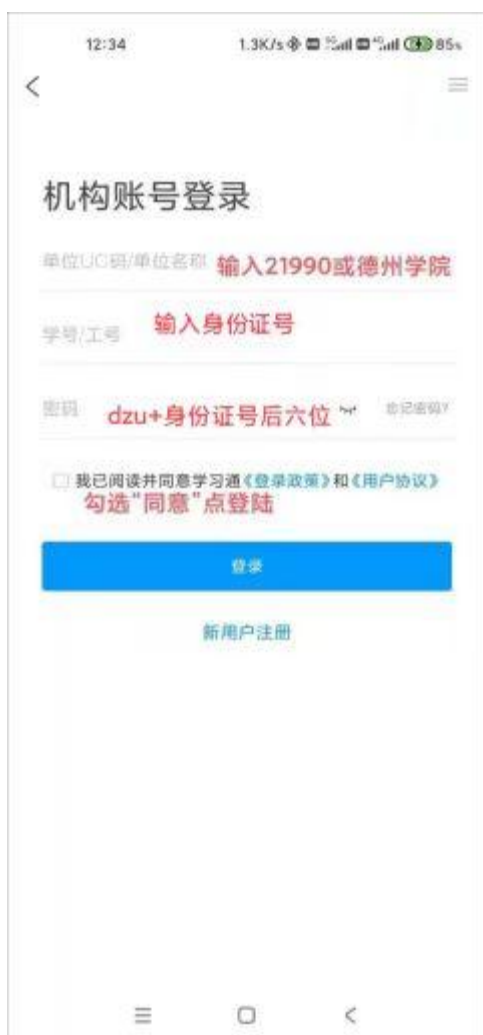 12:34 1.3K/s 85%
机构账号登录
单位UC码/单位名称 输入21990或德州学院
学号/工号 输入身份证号
密码 dzu+身份证号后六位 忘记密码?
我已阅读并同意学习通《登录政策》和《用户协议》
勾选"同意"点登陆
登录
新用户注册